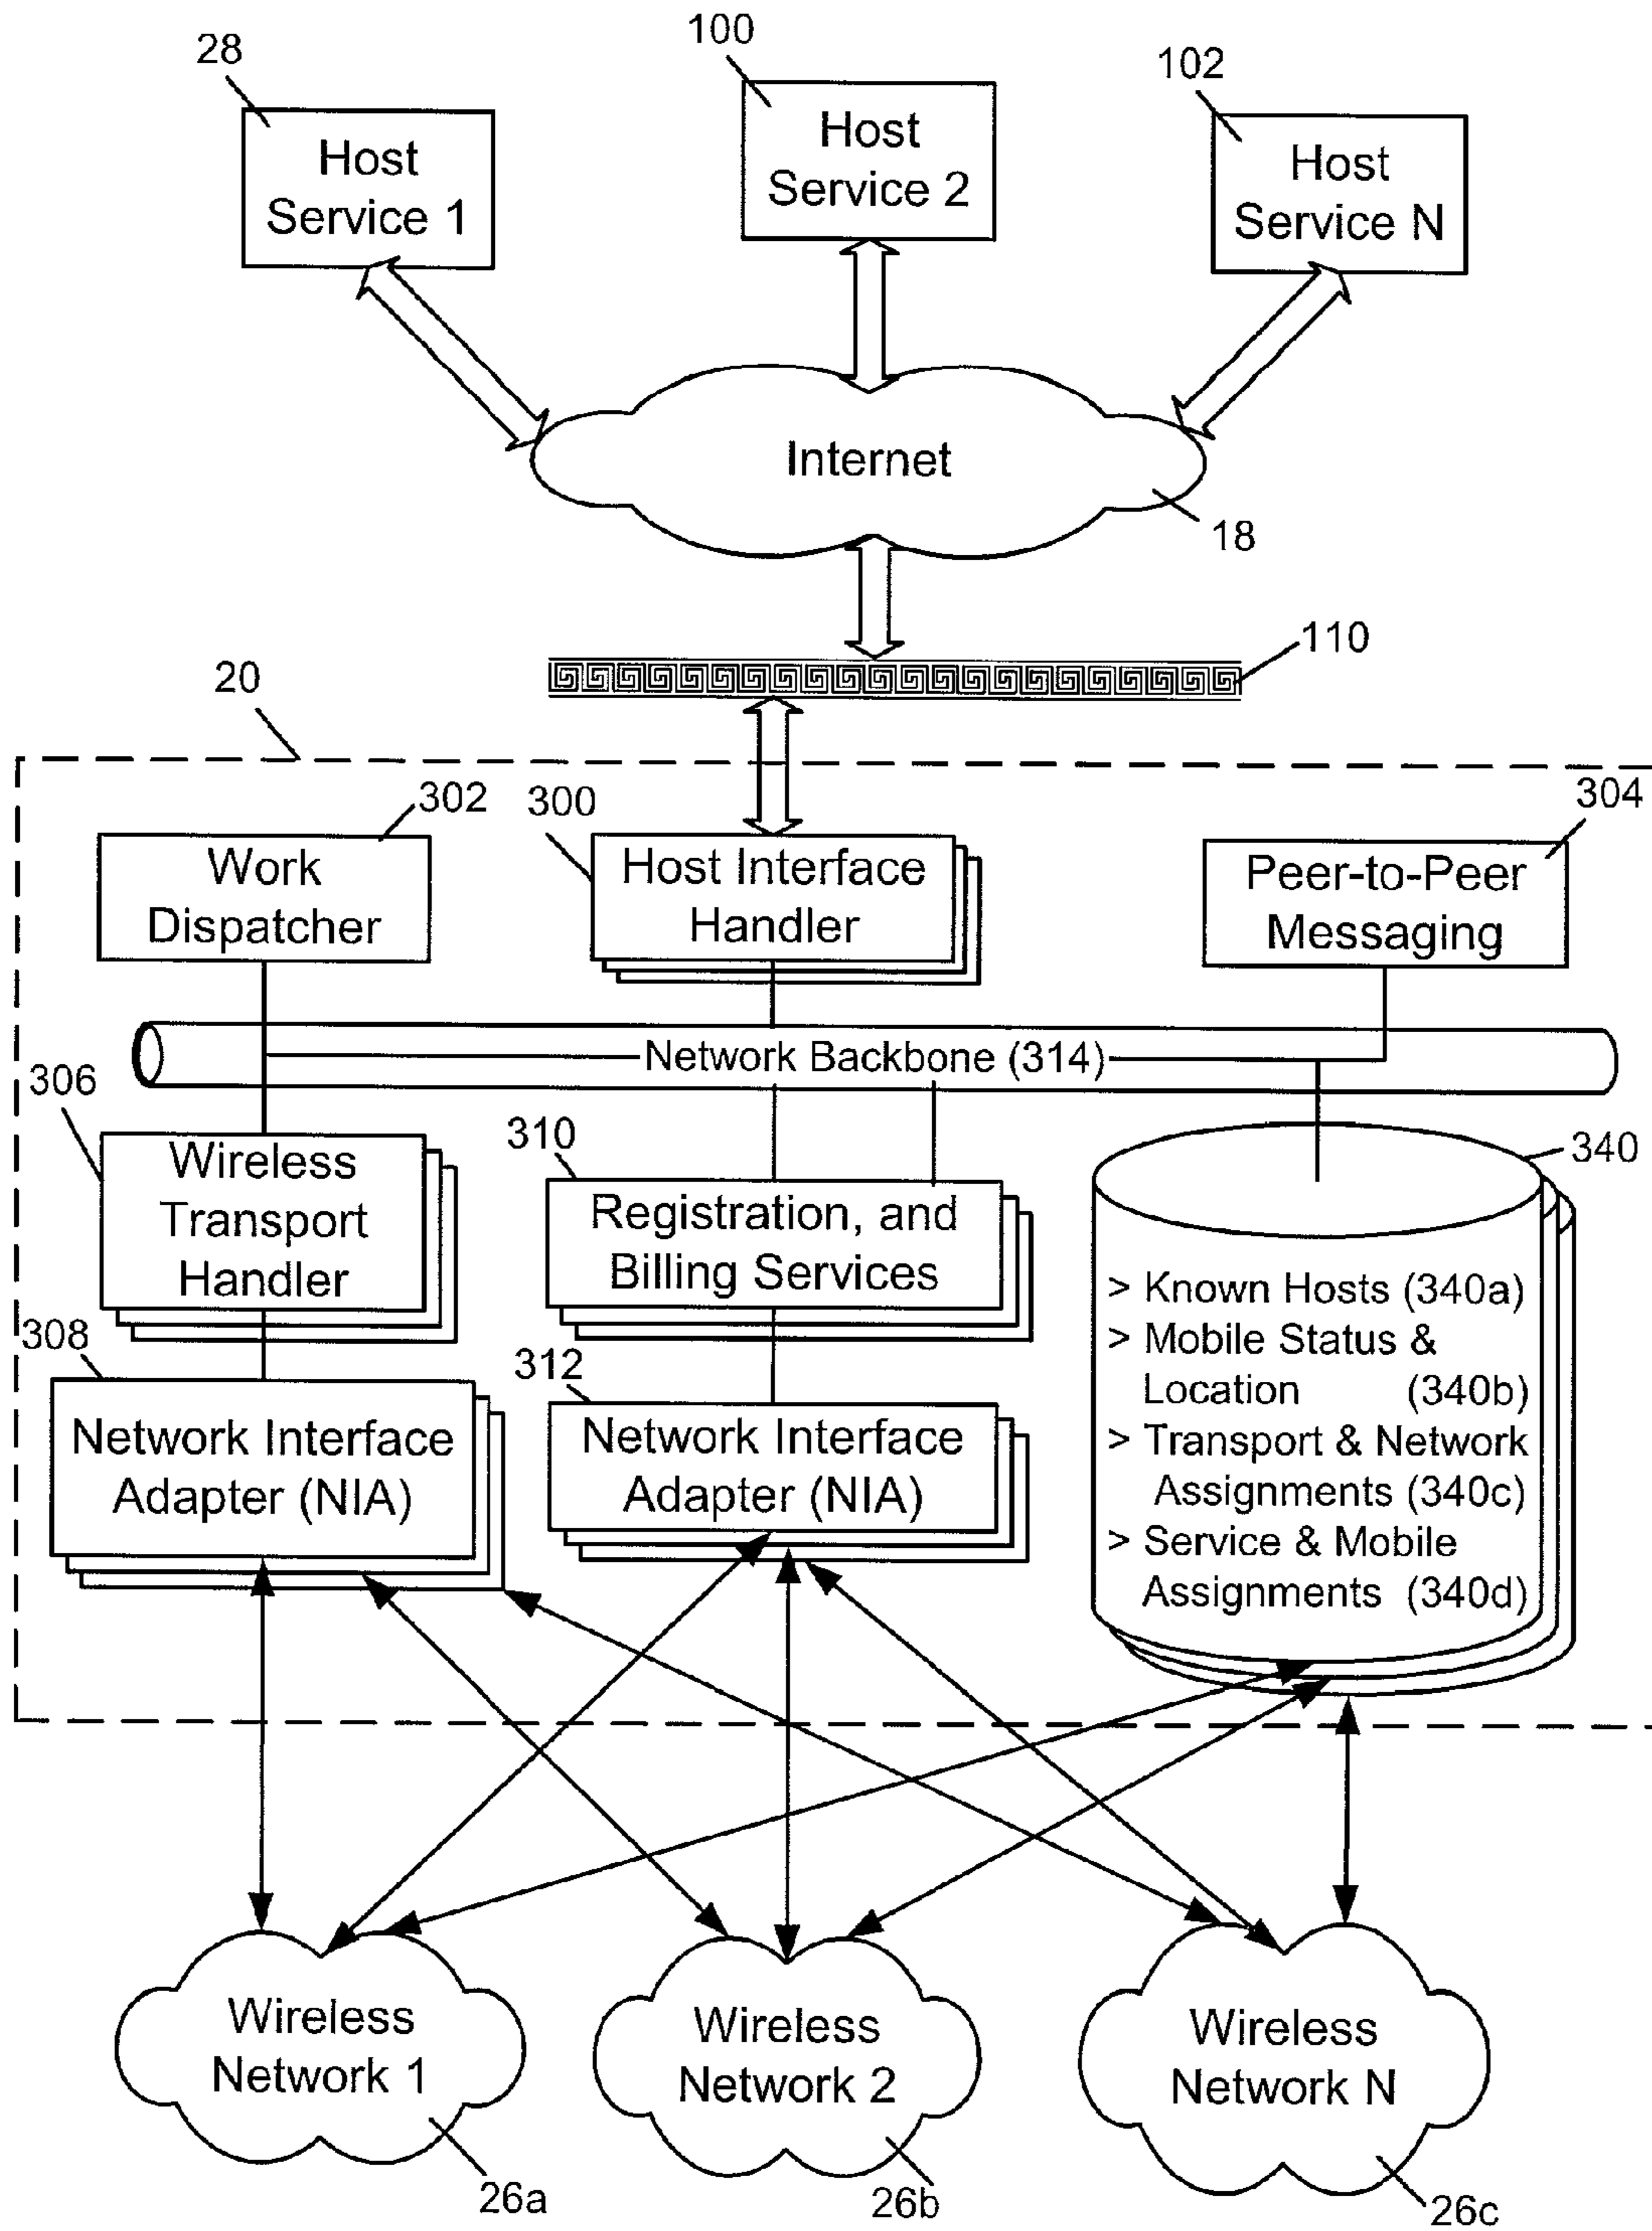 28
100
102
Host
Service 1
Host
Service 2
Host
Service N
Internet
18
110
20
302
300
304
Work
Dispatcher
Host Interface
Handler
Peer-to-Peer
Messaging
Network Backbone (314)
306
310
340
Wireless
Transport
Handler
Registration, and
Billing Services
> Known Hosts (340a)
> Mobile Status &
Location (340b)
> Transport & Network
Assignments (340c)
> Service & Mobile
Assignments (340d)
308
312
Network Interface
Adapter (NIA)
Network Interface
Adapter (NIA)
Wireless
Network 1
Wireless
Network 2
Wireless
Network N
26a
26b
26c